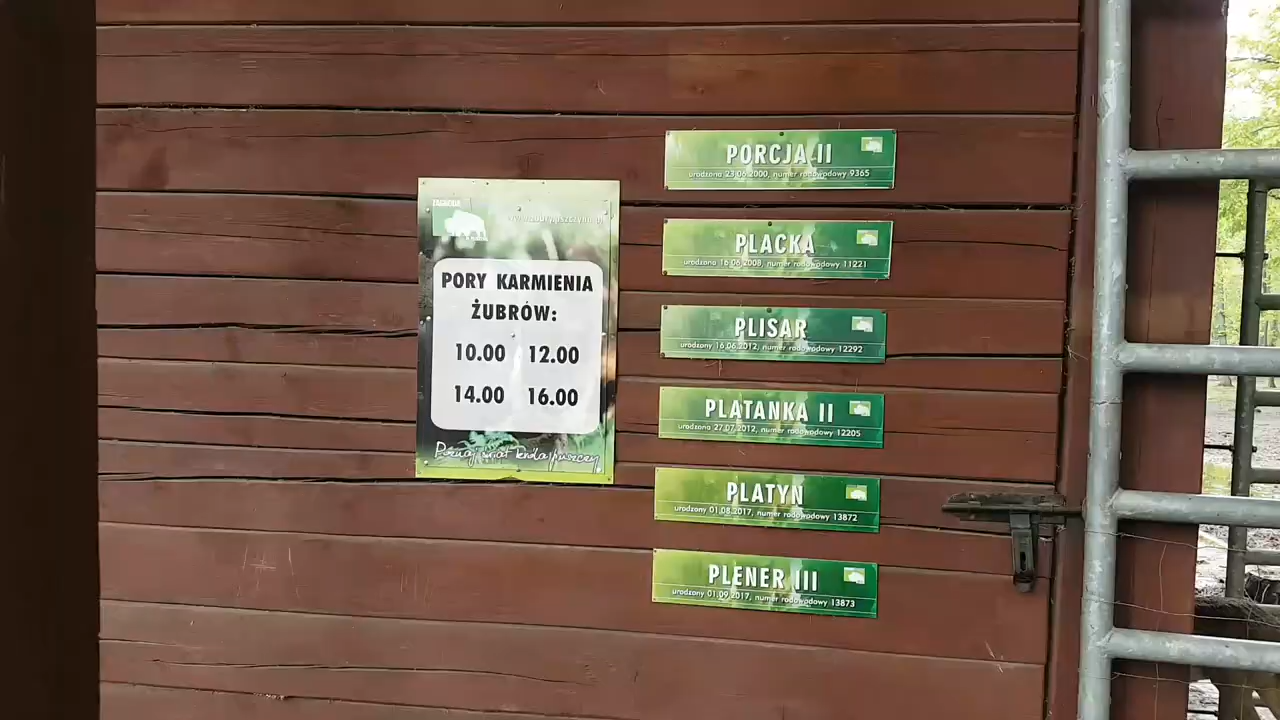 ZAGRODA
PORY KARMIENIA
ŻUBRÓW:
10.00 12.00
14.00 16.00
Poznaj świat
PORCJA II
urodzona 23.06.2000, numer rodowodowy 9365
PLACKA
urodzona 16.06.2008, numer rodowodowy 11221
PLISAR
urodzony 16.06.2012, numer rodowodowy 12292
PLATANKA II
urodzona 27.07.2012, numer rodowodowy 12205
PLATYN
urodzony 01.08.2017, numer rodowodowy 13872
PLENER III
urodzony 01.09.2017, numer rodowodowy 13873